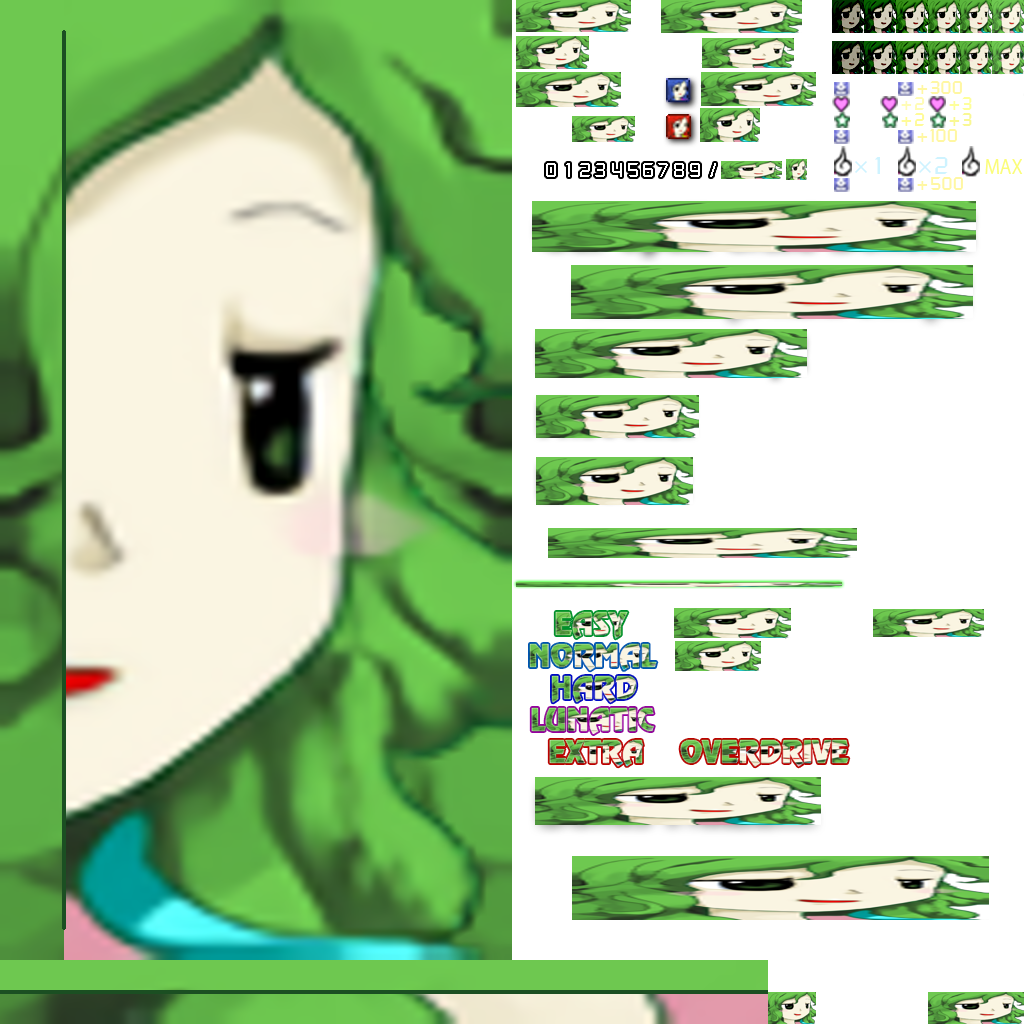 +300
+2 +3
+2 +3
+100
0123456789/
×1 ×2 MAX
+500
EASY
NORMAL
HARD
LUNATIC
EXTRA OVERDRIVE